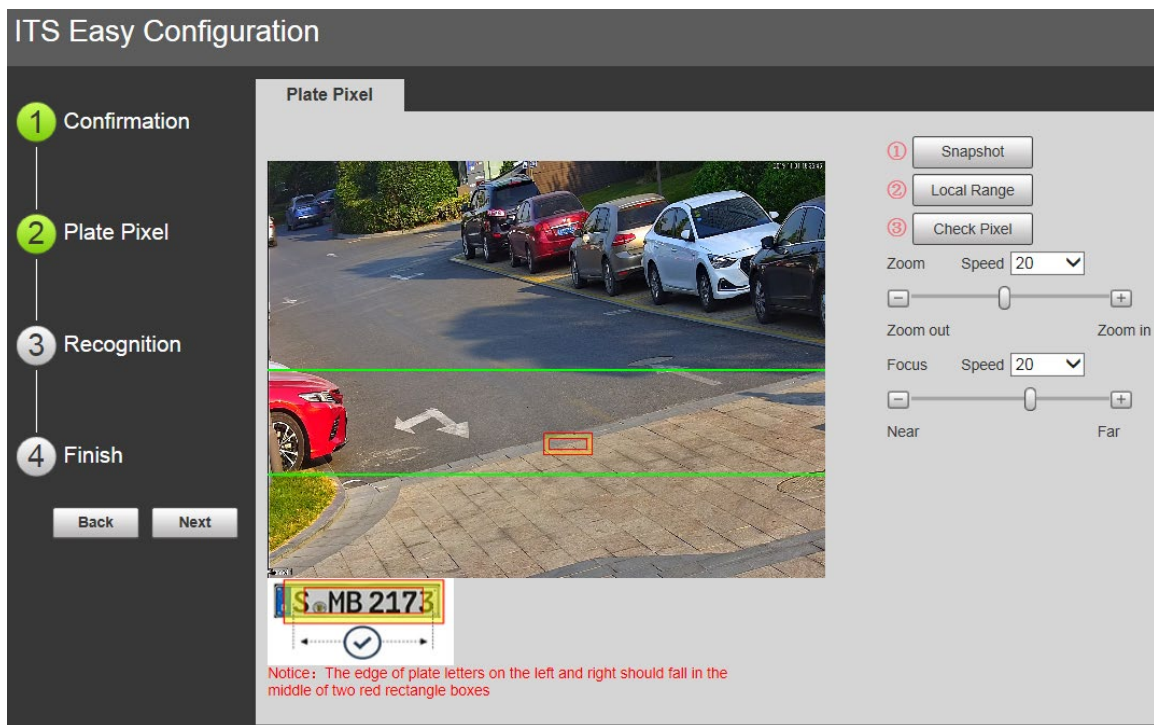 ITS Easy Configuration
1 Confirmation
2 Plate Pixel
3 Recognition
4 Finish
Back Next
Plate Pixel
① Snapshot
② Local Range
③ Check Pixel
Zoom Speed 20
Zoom out Zoom in
Focus Speed 20
Near Far
S MB 2173
Notice：The edge of plate letters on the left and right should fall in the
middle of two red rectangle boxes